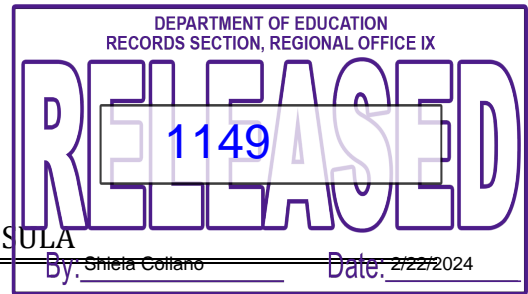 DEPARTMENT OF EDUCATION
RECORDS SECTION, REGIONAL OFFICE IX
RELEASED
1149
SULA
By: Shiela Collano Date: 2/22/2024